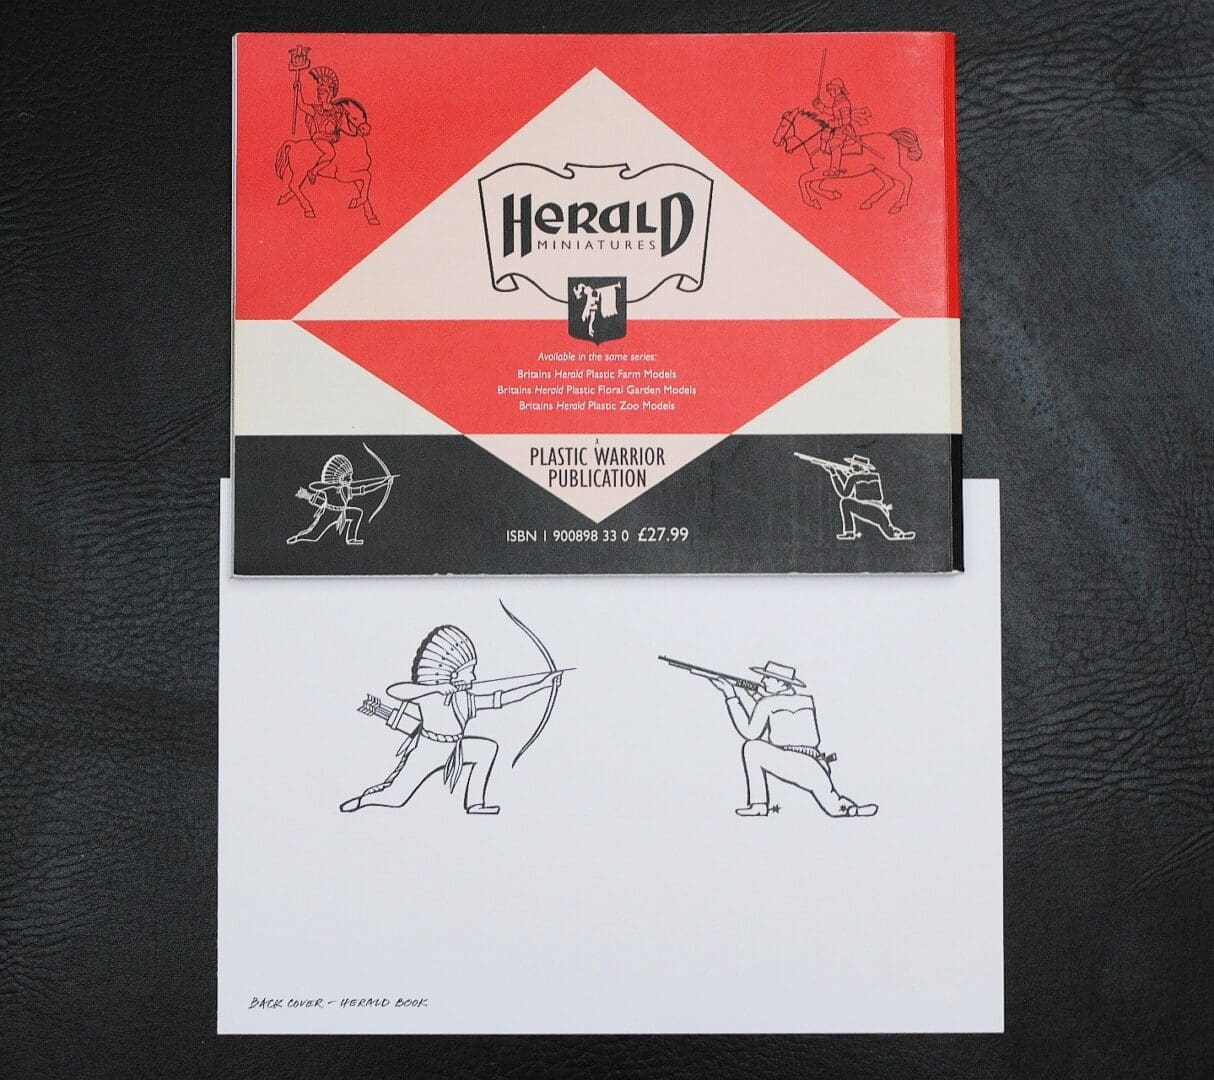 HERALD
MINIATURES
Available in the same series:
Britains Herald Plastic Farm Models
Britains Herald Plastic Floral Garden Models
Britains Herald Plastic Zoo Models
A
PLASTIC WARRIOR
PUBLICATION
ISBN 1 900898 33 0 £27.99
BACK COVER – HERALD BOOK